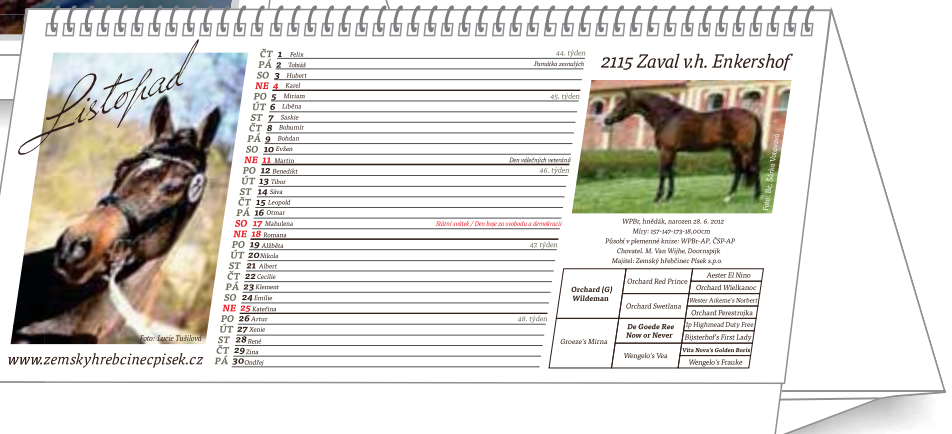 Listopad
Foto: Lucie Tušilová
www.zemskyhrebcinecpisek.cz
ČT 1 Felix 44. týden
PÁ 2 Tobiáš Památka zesnulých
SO 3 Hubert
NE 4 Karel
PO 5 Miriam 45. týden
ÚT 6 Liběna
ST 7 Saskie
ČT 8 Bohumír
PÁ 9 Bohdan
SO 10 Evžen
NE 11 Martin Den válečných veteránů
PO 12 Benedikt 46. týden
ÚT 13 Tibor
ST 14 Sáva
ČT 15 Leopold
PÁ 16 Otmar
SO 17 Mahulena Státní svátek / Den boje za svobodu a demokracii
NE 18 Romana
PO 19 Alžběta 47. týden
ÚT 20 Nikola
ST 21 Albert
ČT 22 Cecílie
PÁ 23 Klement
SO 24 Emílie
NE 25 Kateřina
PO 26 Artur 48. týden
ÚT 27 Xenie
ST 28 René
ČT 29 Zina
PÁ 30 Ondřej
2115 Zaval v.h. Enkershof
Foto: Bc. Šárka Votavová
WPBr, hnědák, narozen 28. 6. 2012
Míry: 157-147-173-18,00cm
Působí v plemenné knize: WPBr-AP, ČSP-AP
Chovatel: M. Van Wijhe, Doornspijk
Majitel: Zemský hřebčinec Písek s.p.o.
Orchard (G)
Wildeman
Groeze's Mirna
Orchard Red Prince
Orchard Swetlana
De Goede Ree
Now or Never
Wengelo's Vea
Aester El Nino
Orchard Wielkanoc
Wester Aikeme's Norbert
Orchard Perestrojka
Ip Highmead Duty Free
Bijsterhof's First Lady
Vita Nova's Golden Boris
Wengelo's Frauke